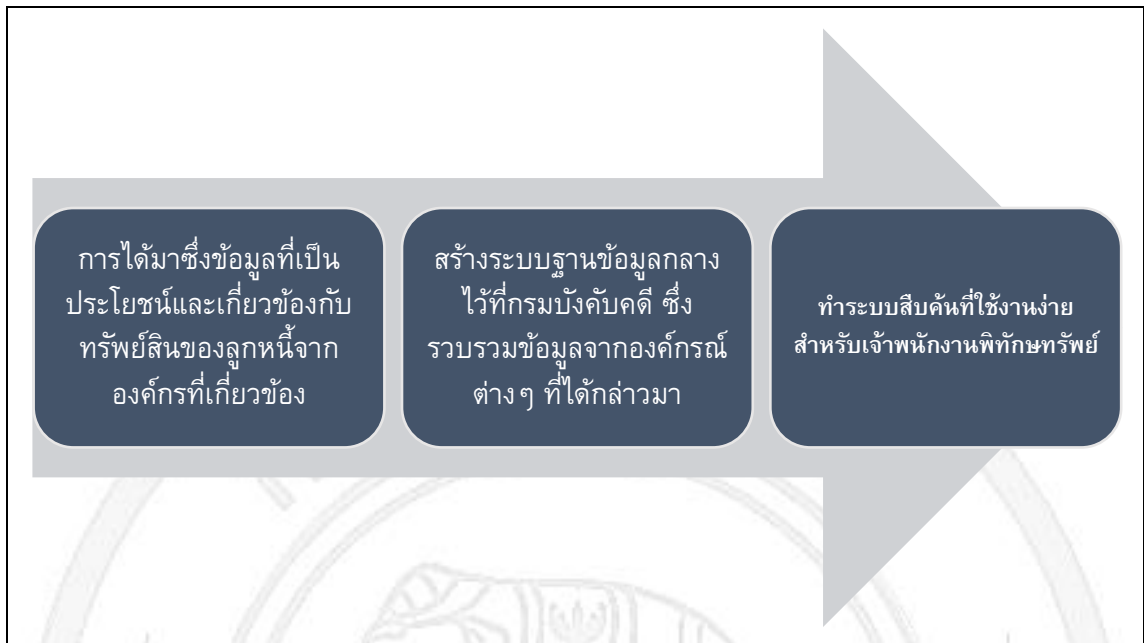 การได้มาซึ่งข้อมูลที่เป็น
ประโยชน์และเกี่ยวข้องกับ
ทรัพย์สินของลูกหนี้จาก
องค์กรที่เกี่ยวข้อง
สร้างระบบฐานข้อมูลกลาง
ไว้ที่กรมบังคับคดี ซึ่ง
รวบรวมข้อมูลจากองค์กรณ์
ต่างๆ ที่ได้กล่าวมา
ทำระบบสืบค้นที่ใช้งานง่าย
สำหรับเจ้าพนักงานพิทักษทรัพย์